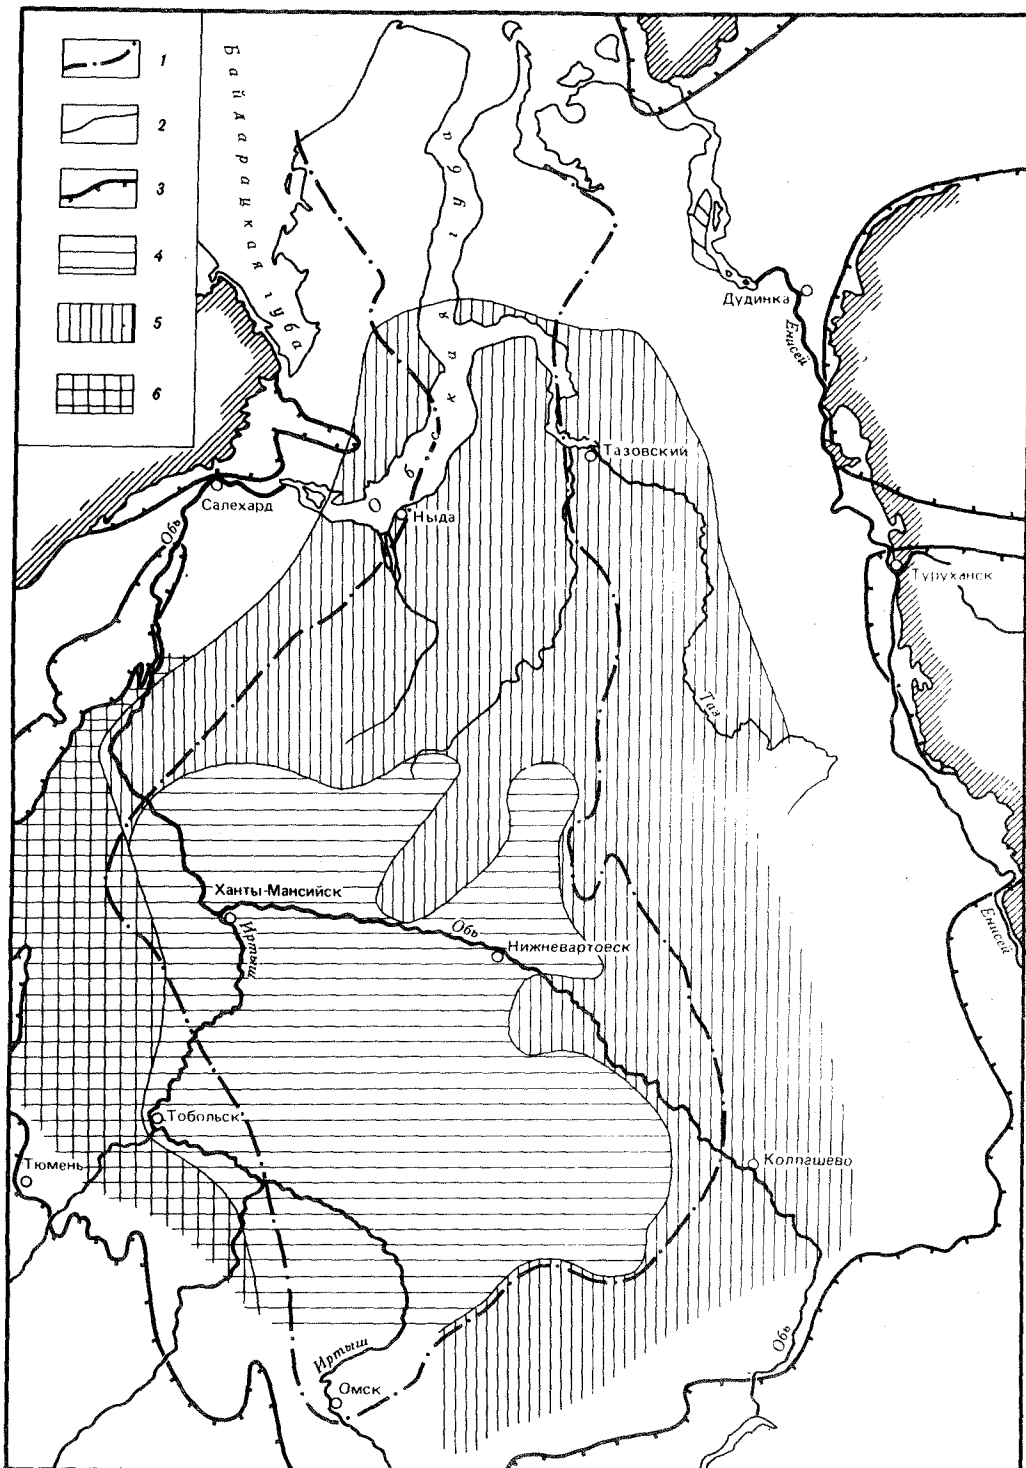 1
2
3
4
5
6
Байдарацкая губа
Обская губа
Дудинка
Енисей
Тазовский
Салехард
Обь
Ныда
Туруханск
Таз
Ханты-Мансийск
Иртыш
Обь
Нижневартовск
Енисей
Тобольск
Тюмень
Колпашево
Обь
Иртыш
Омск